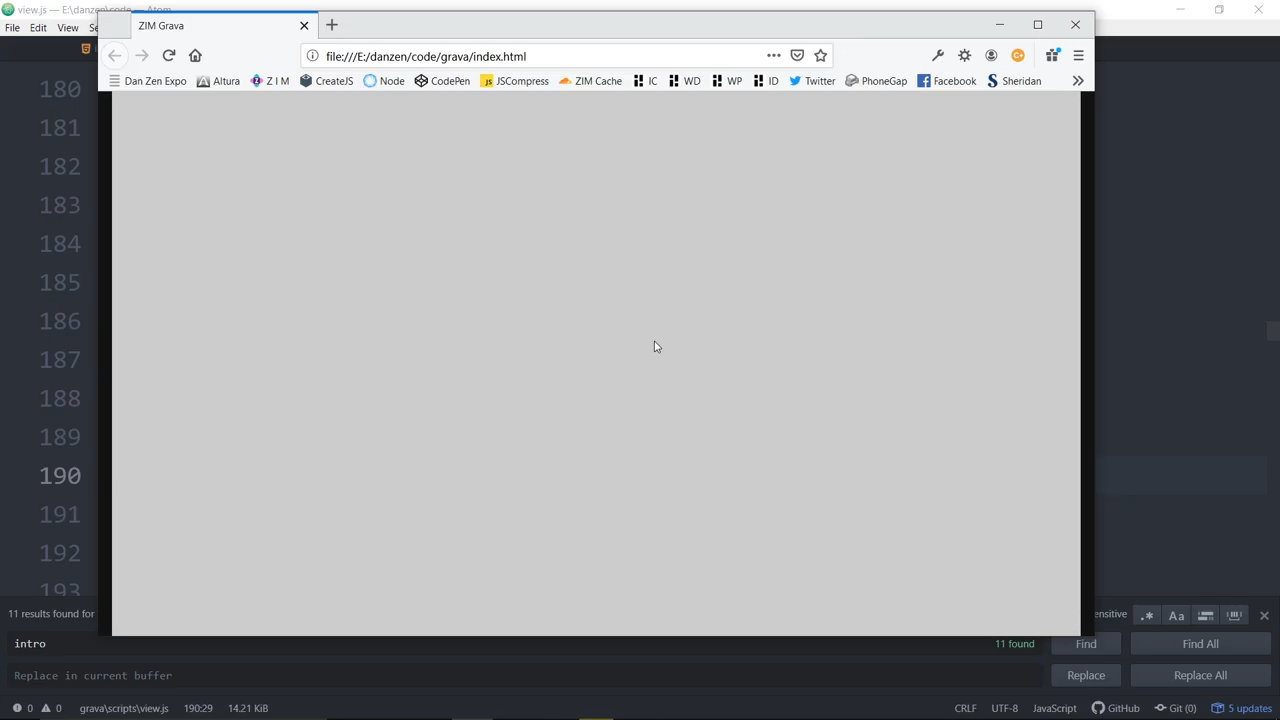 view.js — E:\danzen\code — Atom
File Edit View Se
ZIM Grava
file:///E:/danzen/code/grava/index.html
Dan Zen Expo Altura Z I M CreateJS Node CodePen JSCompress ZIM Cache IC WD WP ID Twitter PhoneGap Facebook Sheridan
180
181
182
183
184
185
186
187
188
189
190
191
192
193
11 results found for
ensitive .* Aa
intro
11 found Find Find All
Replace in current buffer
Replace Replace All
0 0 grava\scripts\view.js 190:29 14.21 KiB
CRLF UTF-8 JavaScript GitHub Git (0) 5 updates